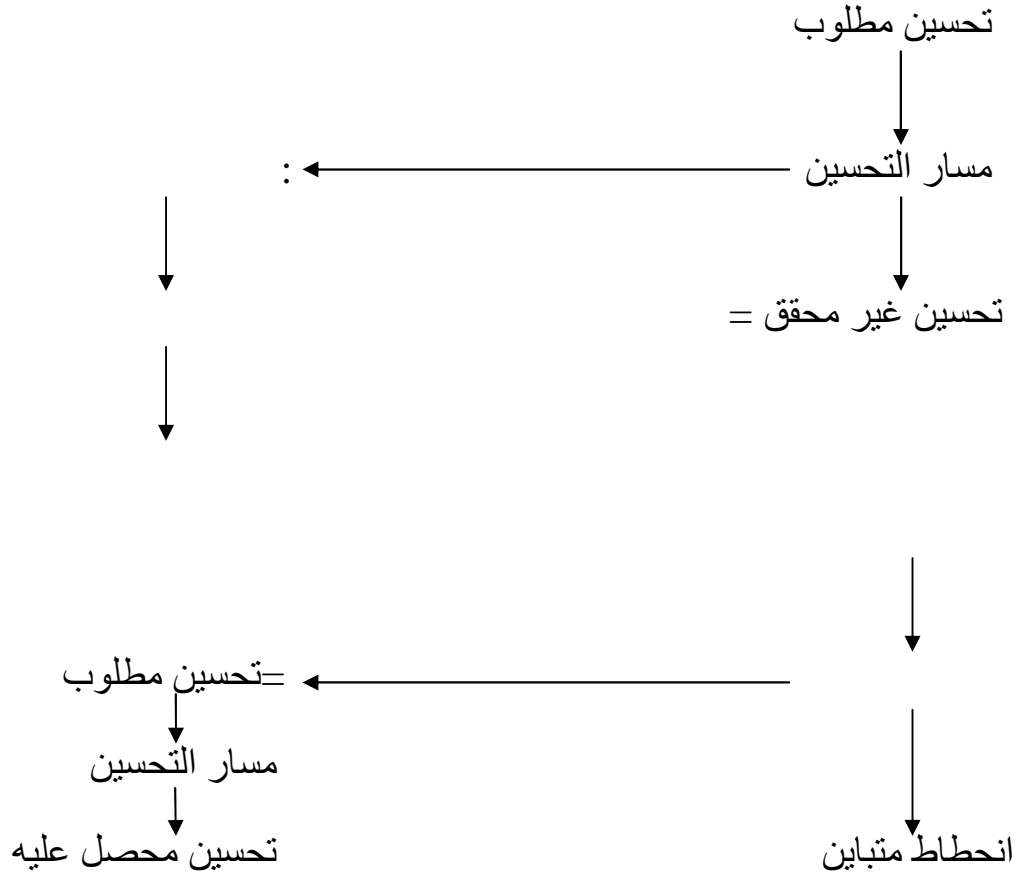 تحسين مطلوب
مسار التحسين
:
تحسين غير محقق =
=تحسين مطلوب
مسار التحسين
انحطاط متباين
تحسين محصل عليه